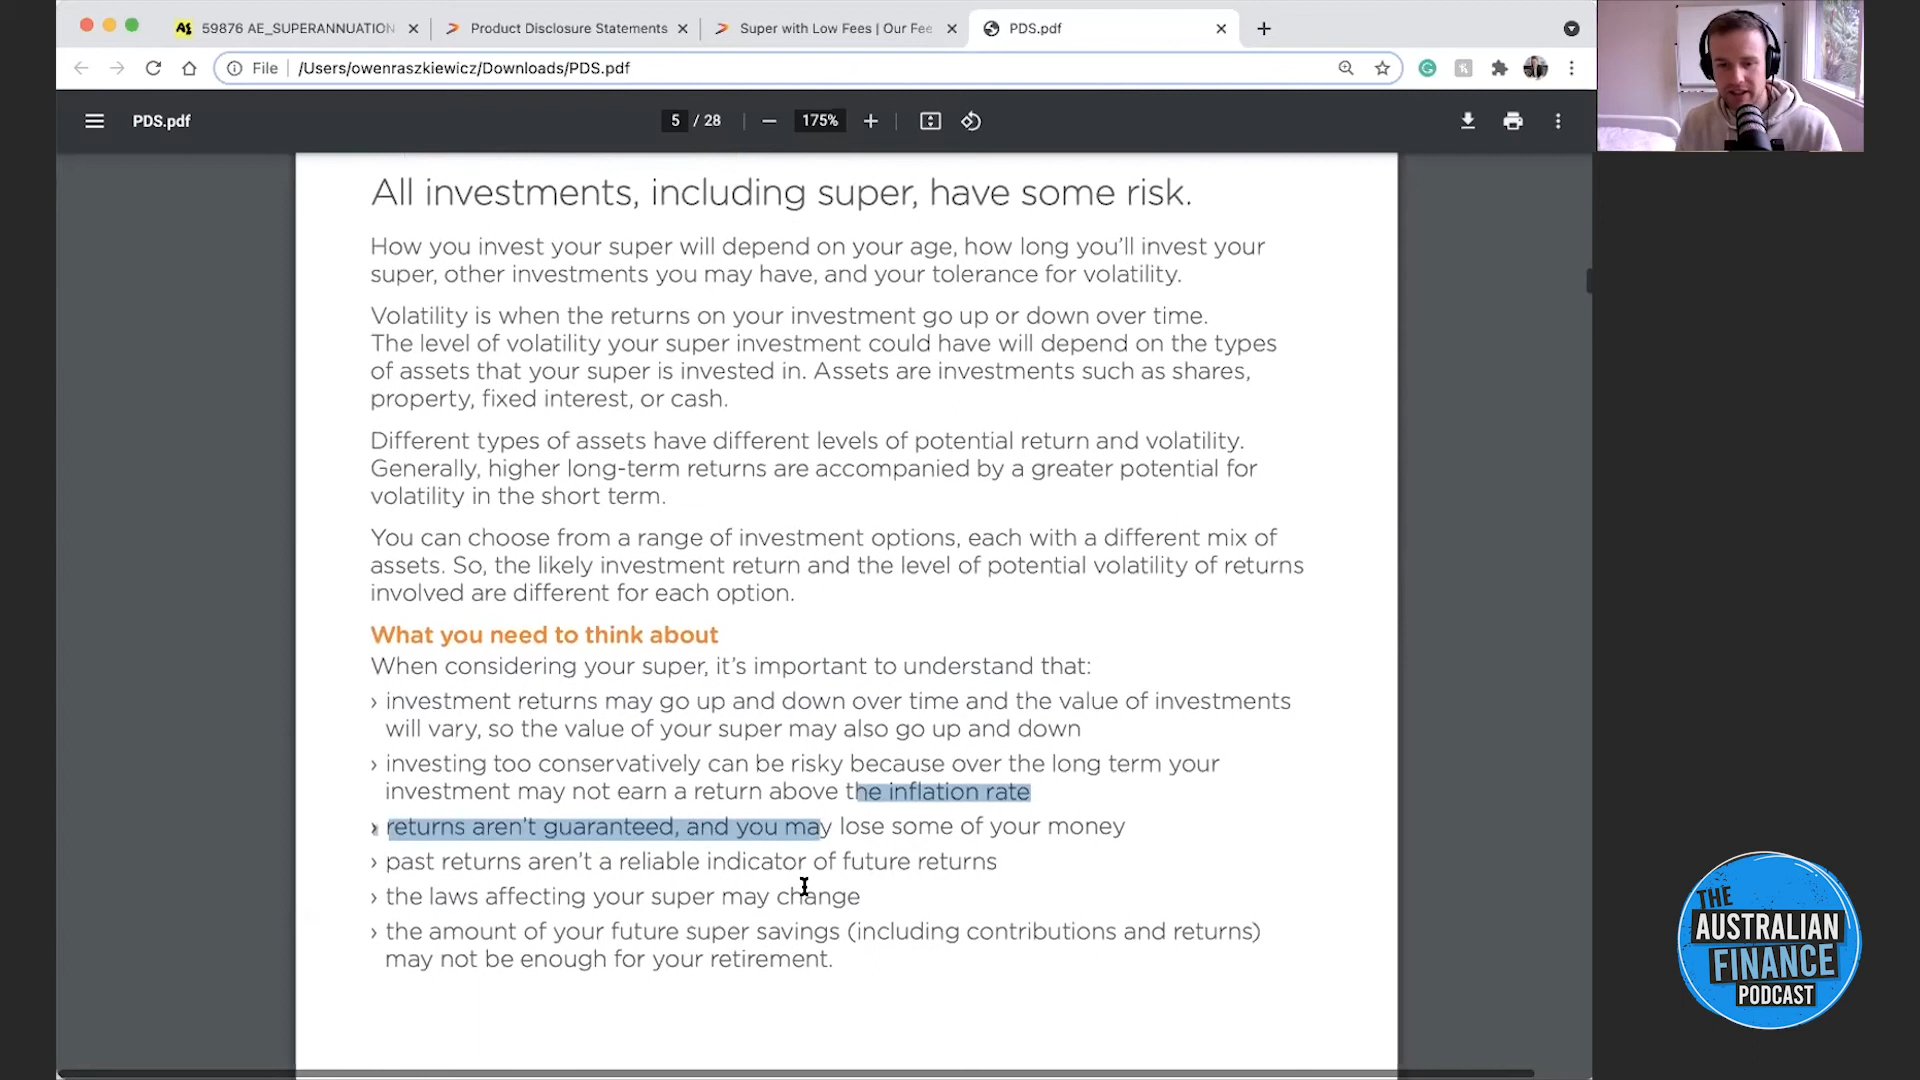 59876 AE_SUPERANNUATION
Product Disclosure Statements
Super with Low Fees | Our Fee
PDS.pdf
File
/Users/owenraszkiewicz/Downloads/PDS.pdf
PDS.pdf
5 / 28
175%
All investments, including super, have some risk.
How you invest your super will depend on your age, how long you’ll invest your
super, other investments you may have, and your tolerance for volatility.
Volatility is when the returns on your investment go up or down over time.
The level of volatility your super investment could have will depend on the types
of assets that your super is invested in. Assets are investments such as shares,
property, fixed interest, or cash.
Different types of assets have different levels of potential return and volatility.
Generally, higher long-term returns are accompanied by a greater potential for
volatility in the short term.
You can choose from a range of investment options, each with a different mix of
assets. So, the likely investment return and the level of potential volatility of returns
involved are different for each option.
What you need to think about
When considering your super, it’s important to understand that:
› investment returns may go up and down over time and the value of investments
will vary, so the value of your super may also go up and down
› investing too conservatively can be risky because over the long term your
investment may not earn a return above the inflation rate
› returns aren’t guaranteed, and you may lose some of your money
› past returns aren’t a reliable indicator of future returns
› the laws affecting your super may change
› the amount of your future super savings (including contributions and returns)
may not be enough for your retirement.
THE
AUSTRALIAN
FINANCE
PODCAST